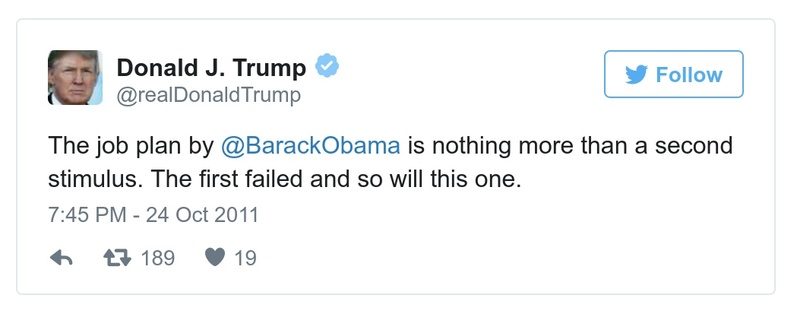 Donald J. Trump
@realDonaldTrump
Follow
The job plan by @BarackObama is nothing more than a second
stimulus. The first failed and so will this one.
7:45 PM - 24 Oct 2011
189 19